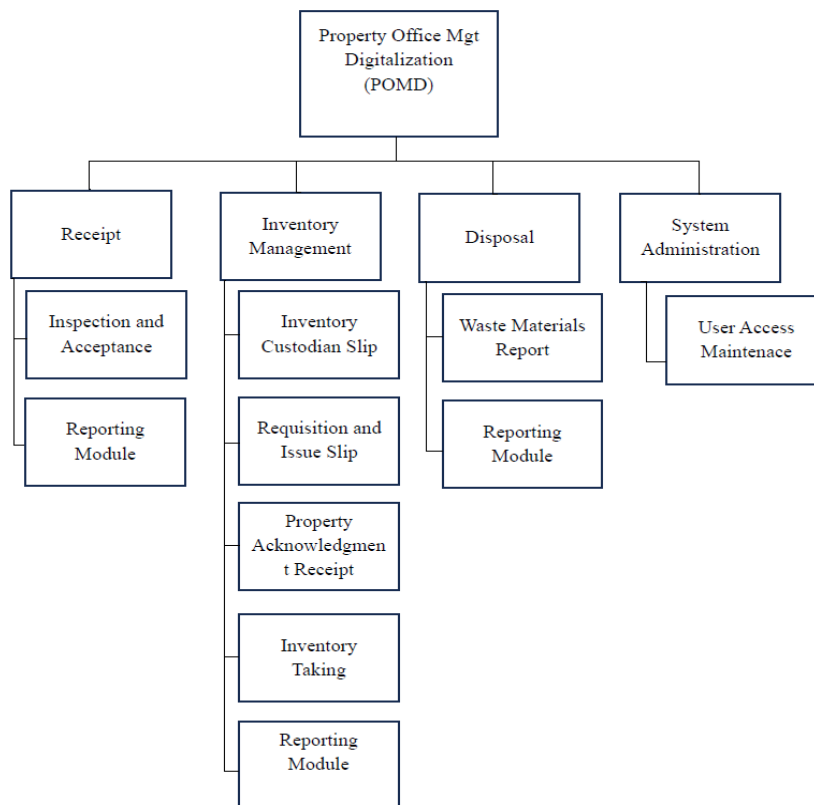 Property Office Mgt
Digitalization
(POMD)
Receipt
Inventory
Management
Disposal
System
Administration
Inspection and
Acceptance
Reporting
Module
Inventory
Custodian Slip
Requisition and
Issue Slip
Property
Acknowledgmen
t Receipt
Inventory
Taking
Reporting
Module
Waste Materials
Report
Reporting
Module
User Access
Maintenace